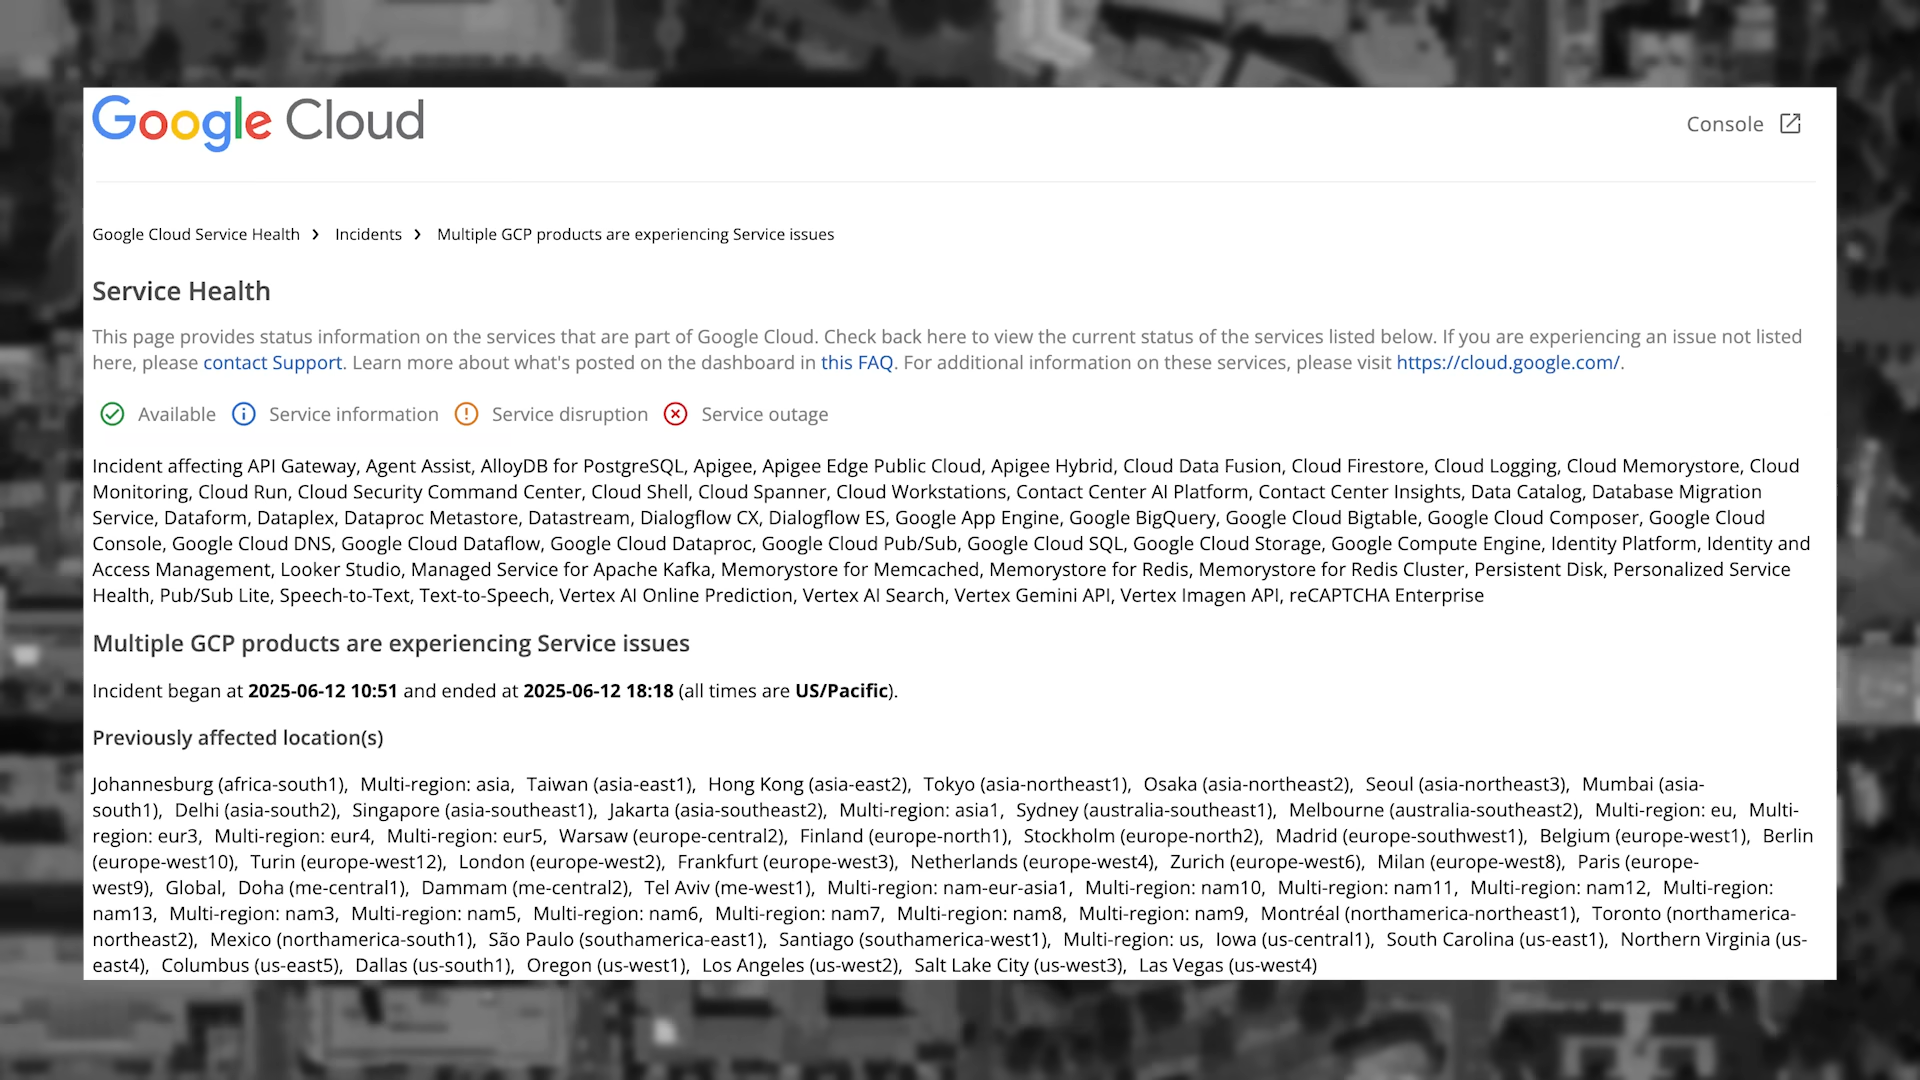 Google Cloud
Console
Google Cloud Service Health › Incidents › Multiple GCP products are experiencing Service issues
Service Health
This page provides status information on the services that are part of Google Cloud. Check back here to view the current status of the services listed below. If you are experiencing an issue not listed
here, please contact Support. Learn more about what's posted on the dashboard in this FAQ. For additional information on these services, please visit https://cloud.google.com/.
Available Service information Service disruption Service outage
Incident affecting API Gateway, Agent Assist, AlloyDB for PostgreSQL, Apigee, Apigee Edge Public Cloud, Apigee Hybrid, Cloud Data Fusion, Cloud Firestore, Cloud Logging, Cloud Memorystore, Cloud
Monitoring, Cloud Run, Cloud Security Command Center, Cloud Shell, Cloud Spanner, Cloud Workstations, Contact Center AI Platform, Contact Center Insights, Data Catalog, Database Migration
Service, Dataform, Dataplex, Dataproc Metastore, Datastream, Dialogflow CX, Dialogflow ES, Google App Engine, Google BigQuery, Google Cloud Bigtable, Google Cloud Composer, Google Cloud
Console, Google Cloud DNS, Google Cloud Dataflow, Google Cloud Dataproc, Google Cloud Pub/Sub, Google Cloud SQL, Google Cloud Storage, Google Compute Engine, Identity Platform, Identity and
Access Management, Looker Studio, Managed Service for Apache Kafka, Memorystore for Memcached, Memorystore for Redis, Memorystore for Redis Cluster, Persistent Disk, Personalized Service
Health, Pub/Sub Lite, Speech-to-Text, Text-to-Speech, Vertex AI Online Prediction, Vertex AI Search, Vertex Gemini API, Vertex Imagen API, reCAPTCHA Enterprise
Multiple GCP products are experiencing Service issues
Incident began at 2025-06-12 10:51 and ended at 2025-06-12 18:18 (all times are US/Pacific).
Previously affected location(s)
Johannesburg (africa-south1), Multi-region: asia, Taiwan (asia-east1), Hong Kong (asia-east2), Tokyo (asia-northeast1), Osaka (asia-northeast2), Seoul (asia-northeast3), Mumbai (asia-
south1), Delhi (asia-south2), Singapore (asia-southeast1), Jakarta (asia-southeast2), Multi-region: asia1, Sydney (australia-southeast1), Melbourne (australia-southeast2), Multi-region: eu, Multi-
region: eur3, Multi-region: eur4, Multi-region: eur5, Warsaw (europe-central2), Finland (europe-north1), Stockholm (europe-north2), Madrid (europe-southwest1), Belgium (europe-west1), Berlin
(europe-west10), Turin (europe-west12), London (europe-west2), Frankfurt (europe-west3), Netherlands (europe-west4), Zurich (europe-west6), Milan (europe-west8), Paris (europe-
west9), Global, Doha (me-central1), Dammam (me-central2), Tel Aviv (me-west1), Multi-region: nam-eur-asia1, Multi-region: nam10, Multi-region: nam11, Multi-region: nam12, Multi-region:
nam13, Multi-region: nam3, Multi-region: nam5, Multi-region: nam6, Multi-region: nam7, Multi-region: nam8, Multi-region: nam9, Montréal (northamerica-northeast1), Toronto (northamerica-
northeast2), Mexico (northamerica-south1), São Paulo (southamerica-east1), Santiago (southamerica-west1), Multi-region: us, Iowa (us-central1), South Carolina (us-east1), Northern Virginia (us-
east4), Columbus (us-east5), Dallas (us-south1), Oregon (us-west1), Los Angeles (us-west2), Salt Lake City (us-west3), Las Vegas (us-west4)